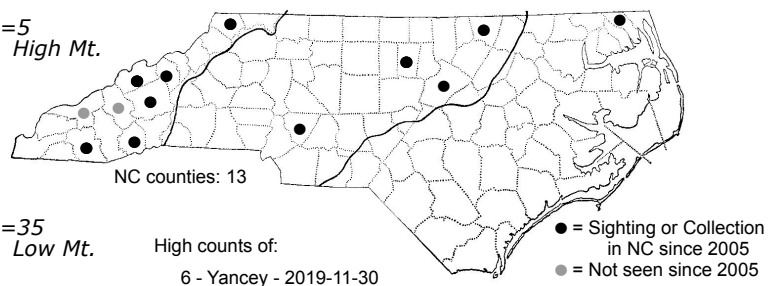 =5
High Mt.
NC counties: 13
=35
Low Mt.
High counts of:
6 - Yancey - 2019-11-30
● = Sighting or Collection
in NC since 2005
● = Not seen since 2005